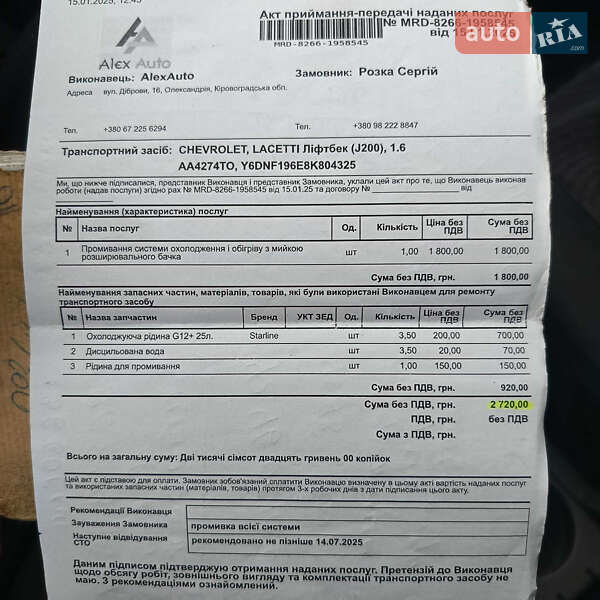 15.01.2025, 12:43
Акт приймання-передачі наданих послуг
№ MRD-8266-1958545
від 15
auto RIA.com
MRD-8266-1958545
Alex Auto
Виконавець: AlexAuto
Замовник: Розка Сергій
Адреса вул. Діброви, 16, Олександрія, Кіровоградська обл.
Тел. +380 67 225 6294
Тел. +380 98 222 8847
Транспортний засіб: CHEVROLET, LACETTI Ліфтбек (J200), 1.6
AA4274TO, Y6DNF196E8K804325
Ми, що нижче підписалися, представник Виконавця і представник Замовника, уклали цей акт про те, що Виконавець виконав
роботи (надав послуги) згідно рах № MRD-8266-1958545 від 15.01.25 та договору № від
Найменування (характеристика) послуг
№ Назва послуг Од. Кількість Ціна без ПДВ Сума без ПДВ
1 Промивання системи охолодження і обігріву з мийкою
розширювального бачка шт 1,00 1 800,00 1 800,00
Сума без ПДВ, грн. 1 800,00
Найменування запасних частин, матеріалів, товарів, які були використані Виконавцем для ремонту
транспортного засобу
№ Назва запчастин Бренд УКТ ЗЕД Од. Кількість Ціна без ПДВ Сума без ПДВ
1 Охолоджуюча рідина G12+ 25л. Starline шт 3,50 200,00 700,00
2 Дисцильована вода шт 3,50 20,00 70,00
3 Рідина для промивання шт 1,00 150,00 150,00
Сума без ПДВ, грн. 920,00
Сума без ПДВ, грн. 2 720,00
ПДВ, грн. без ПДВ
Сума з ПДВ, грн.
Всього на загальну суму: Дві тисячі сімсот двадцять гривень 00 копійок
Цей акт є підставою для оплати. Замовник зобов'язаний сплатити Виконавцю визначену в цьому акті вартість наданих послуг
та використаних запасних частин (матеріалів, товарів) протягом 3-х робочих днів з дати підписання цього акту.
Рекомендації Виконавця
Зауваження Замовника промивка всієї системи
Наступне відвідування
СТО рекомендовано не пізніше 14.07.2025
Даним підписом підтверджую отримання наданих послуг. Претензій до Виконавця
щодо обсягу робіт, зовнішнього вигляду та комплектації транспортного засобу не
маю. З рекомендаціями ознайомлений.